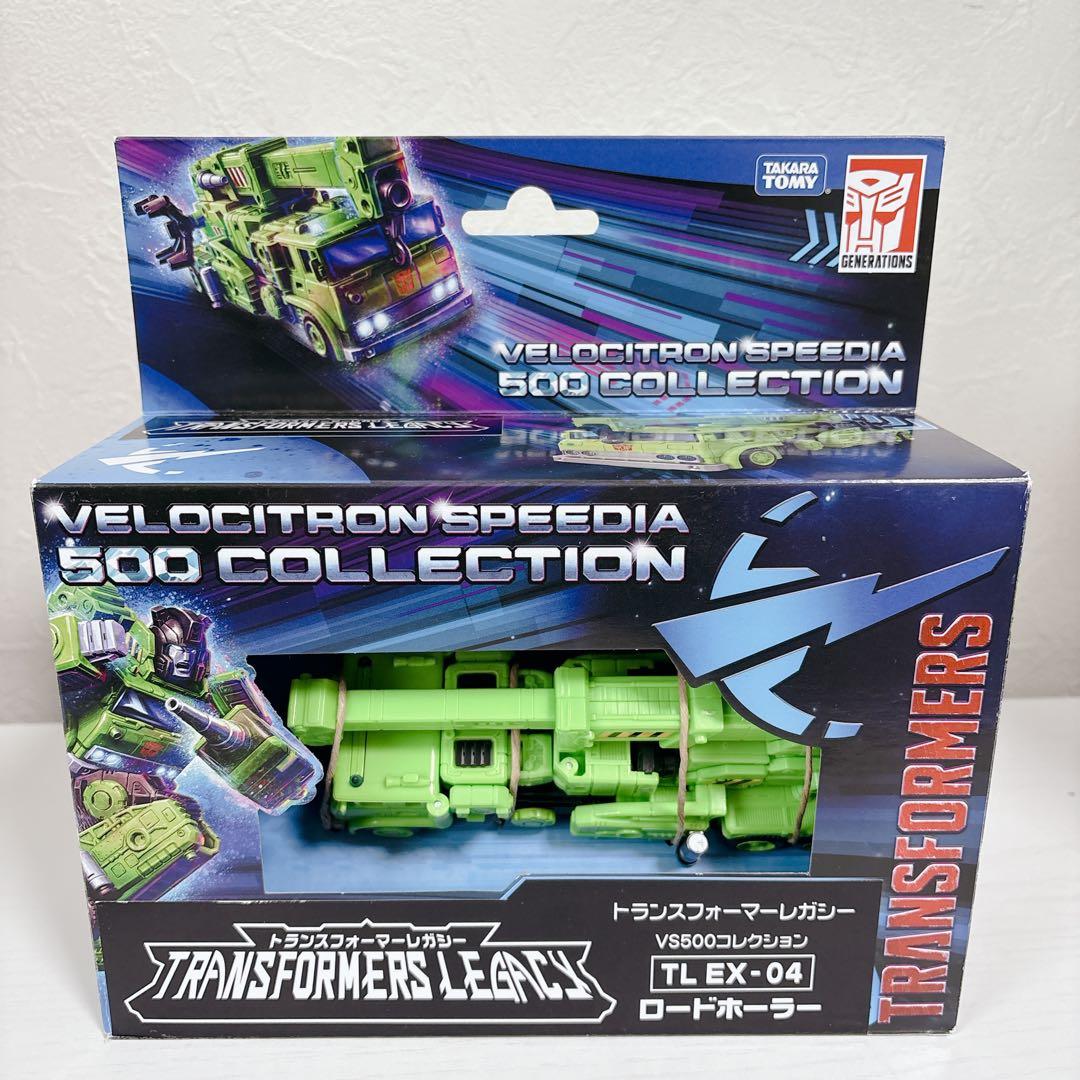 TAKARA
TOMY
GENERATIONS
VELOCITRON SPEEDIA
500 COLLECTION
TRANSFORMERS LEGACY
VELOCITRON SPEEDIA
500 COLLECTION
TRANSFORMERS
トランスフォーマーレガシー
TRANSFORMERS LEGACY
トランスフォーマーレガシー
VS500コレクション
TL EX-04
ロードホーラー